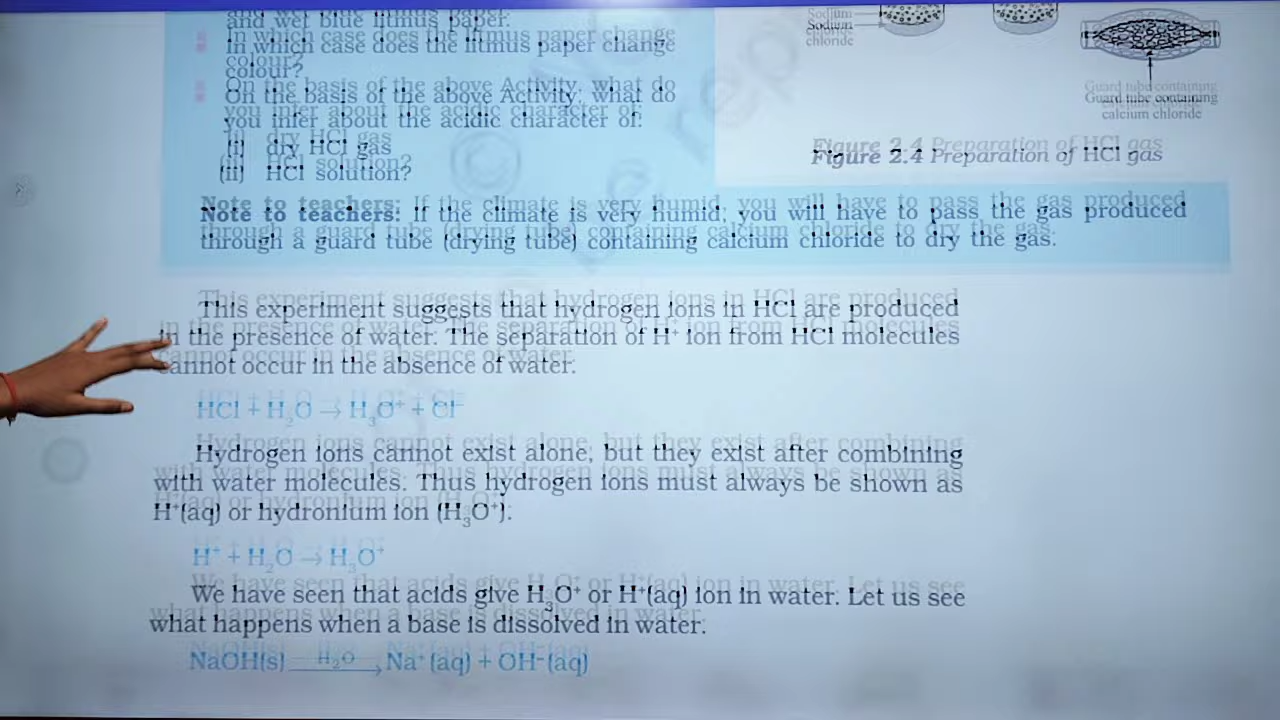 and wet blue litmus paper.
In which case does the litmus paper change
colour?
On the basis of the above Activity, what do
you infer about the acidic character of:
(i) dry HCl gas
(ii) HCl solution?
Sodium
chloride
Guard tube containing
calcium chloride
Figure 2.4 Preparation of HCl gas
Note to teachers: If the climate is very humid, you will have to pass the gas produced
through a guard tube (drying tube) containing calcium chloride to dry the gas.
This experiment suggests that hydrogen ions in HCl are produced
in the presence of water. The separation of H⁺ ion from HCl molecules
cannot occur in the absence of water.
HCl + H₂O → H₃O⁺ + Cl⁻
Hydrogen ions cannot exist alone, but they exist after combining
with water molecules. Thus hydrogen ions must always be shown as
H⁺(aq) or hydronium ion (H₃O⁺).
H⁺ + H₂O → H₃O⁺
We have seen that acids give H₃O⁺ or H⁺(aq) ion in water. Let us see
what happens when a base is dissolved in water.
NaOH(s) H₂O → Na⁺(aq) + OH⁻(aq)